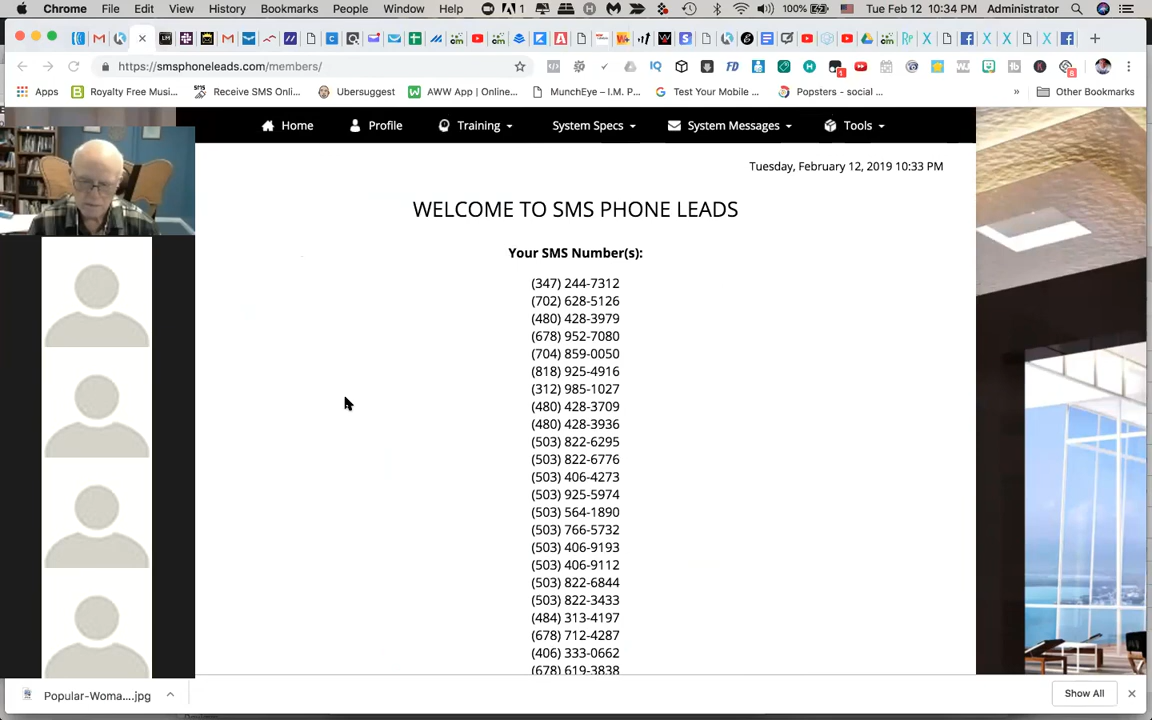 Chrome File Edit View History Bookmarks People Window Help 1 100% Tue Feb 12 10:34 PM Administrator
https://smsphoneleads.com/members/
Apps Royalty Free Musi... Receive SMS Onli... Ubersuggest AWW App | Online... MunchEye – I.M. P... Test Your Mobile ... Popsters - social ... » Other Bookmarks
Home Profile Training System Specs System Messages Tools
Tuesday, February 12, 2019 10:33 PM
WELCOME TO SMS PHONE LEADS
Your SMS Number(s):
(347) 244-7312
(702) 628-5126
(480) 428-3979
(678) 952-7080
(704) 859-0050
(818) 925-4916
(312) 985-1027
(480) 428-3709
(480) 428-3936
(503) 822-6295
(503) 822-6776
(503) 406-4273
(503) 925-5974
(503) 564-1890
(503) 766-5732
(503) 406-9193
(503) 406-9112
(503) 822-6844
(503) 822-3433
(484) 313-4197
(678) 712-4287
(406) 333-0662
(678) 619-3838
Popular-Woma....jpg Show All